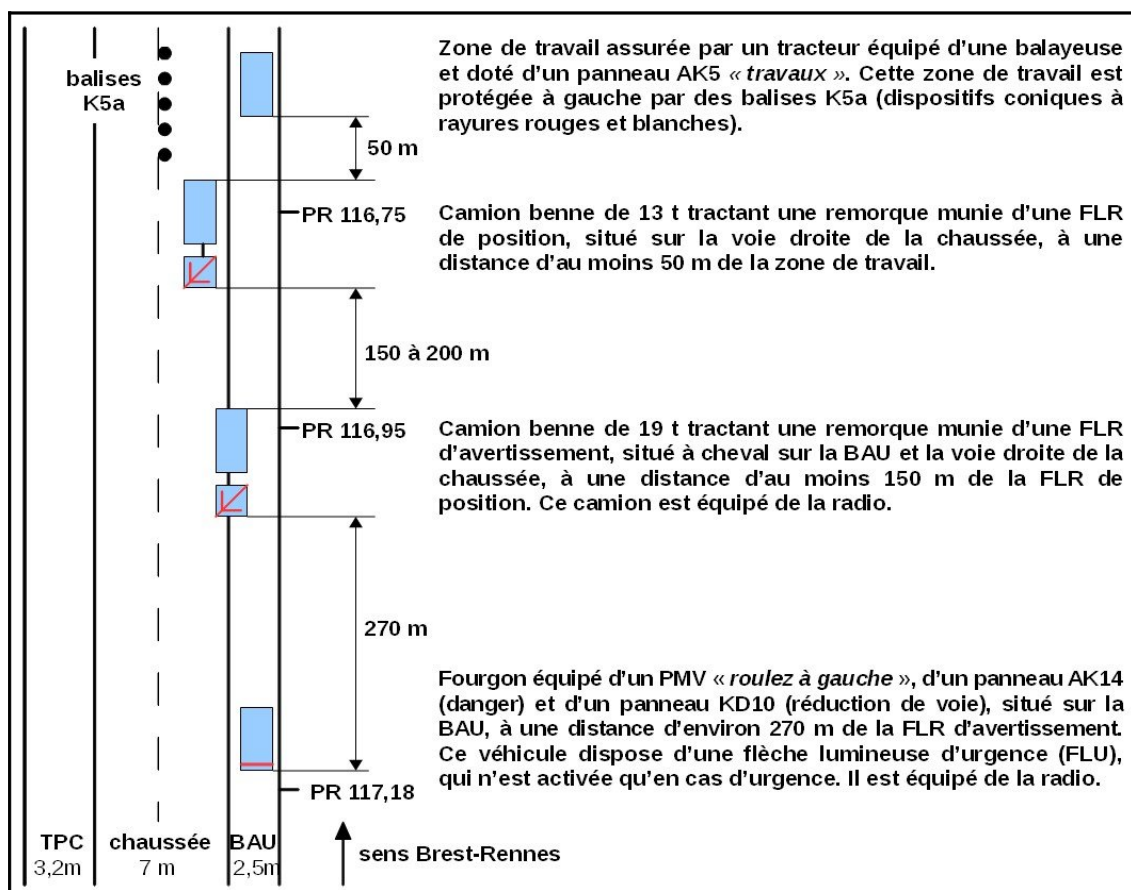 balises
K5a
Zone de travail assurée par un tracteur équipé d’une balayeuse
et doté d’un panneau AK5 « travaux ». Cette zone de travail est
protégée à gauche par des balises K5a (dispositifs coniques à
rayures rouges et blanches).
50 m
PR 116,75
Camion benne de 13 t tractant une remorque munie d’une FLR
de position, situé sur la voie droite de la chaussée, à une
distance d’au moins 50 m de la zone de travail.
150 à 200 m
PR 116,95
Camion benne de 19 t tractant une remorque munie d’une FLR
d’avertissement, situé à cheval sur la BAU et la voie droite de la
chaussée, à une distance d’au moins 150 m de la FLR de
position. Ce camion est équipé de la radio.
270 m
Fourgon équipé d’un PMV « roulez à gauche », d’un panneau AK14
(danger) et d’un panneau KD10 (réduction de voie), situé sur la
BAU, à une distance d’environ 270 m de la FLR d’avertissement.
Ce véhicule dispose d’une flèche lumineuse d’urgence (FLU),
qui n’est activée qu’en cas d’urgence. Il est équipé de la radio.
PR 117,18
TPC chaussée BAU
3,2m 7 m 2,5m
sens Brest-Rennes